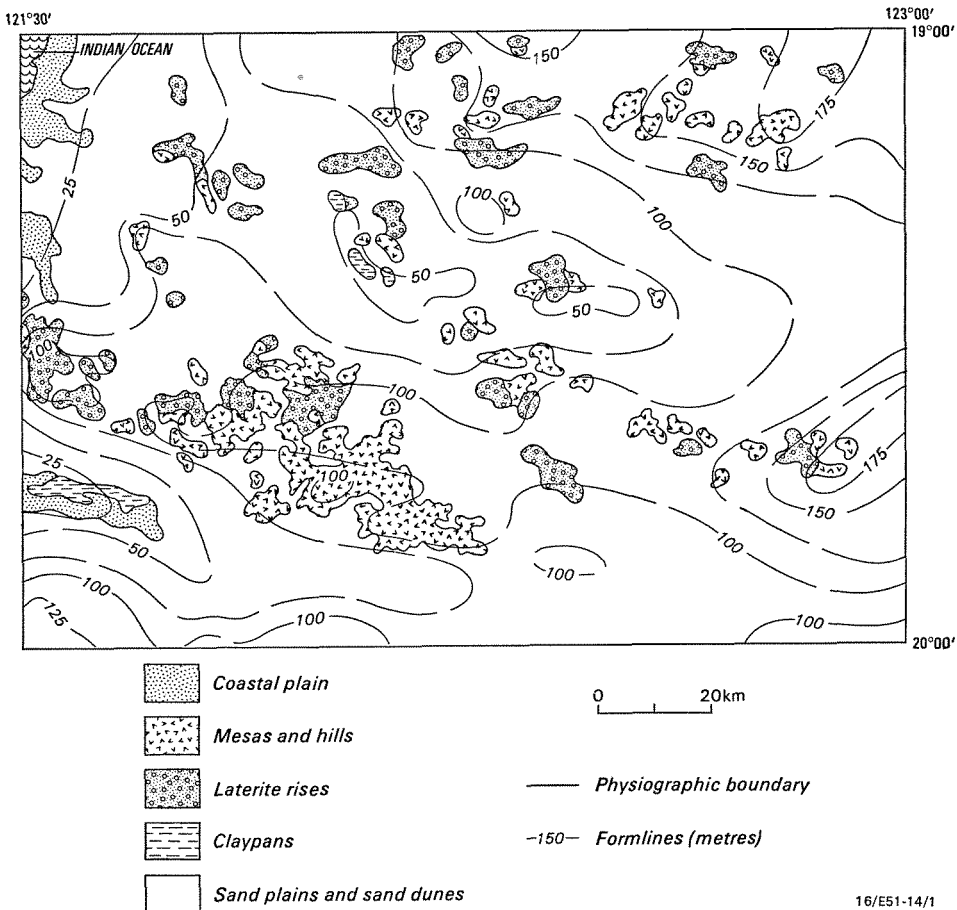 121°30'
123°00'
19°00'
INDIAN OCEAN
150
175
25
150
100
100
50
50
50
100
100
175
25
100
150
100
50
100
100
125
100
100
20°00'
Coastal plain
0 20km
Mesas and hills
Laterite rises
Physiographic boundary
Claypans
—150— Formlines (metres)
Sand plains and sand dunes
16/E51-14/1